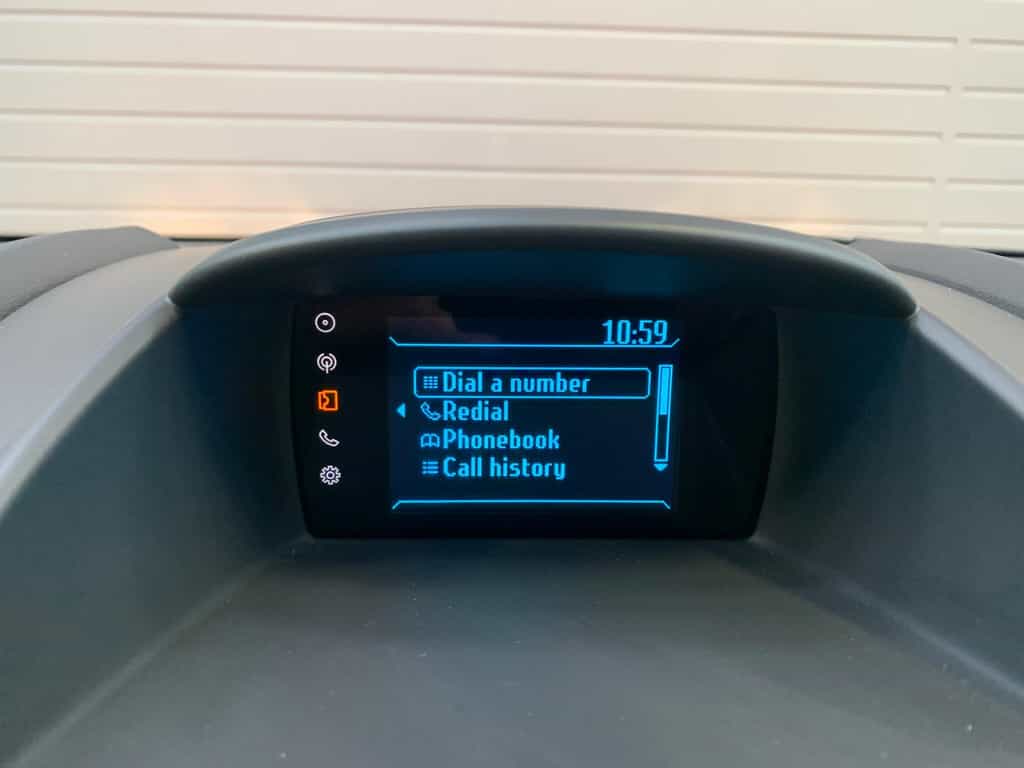 10:59
Dial a number
Redial
Phonebook
Call history